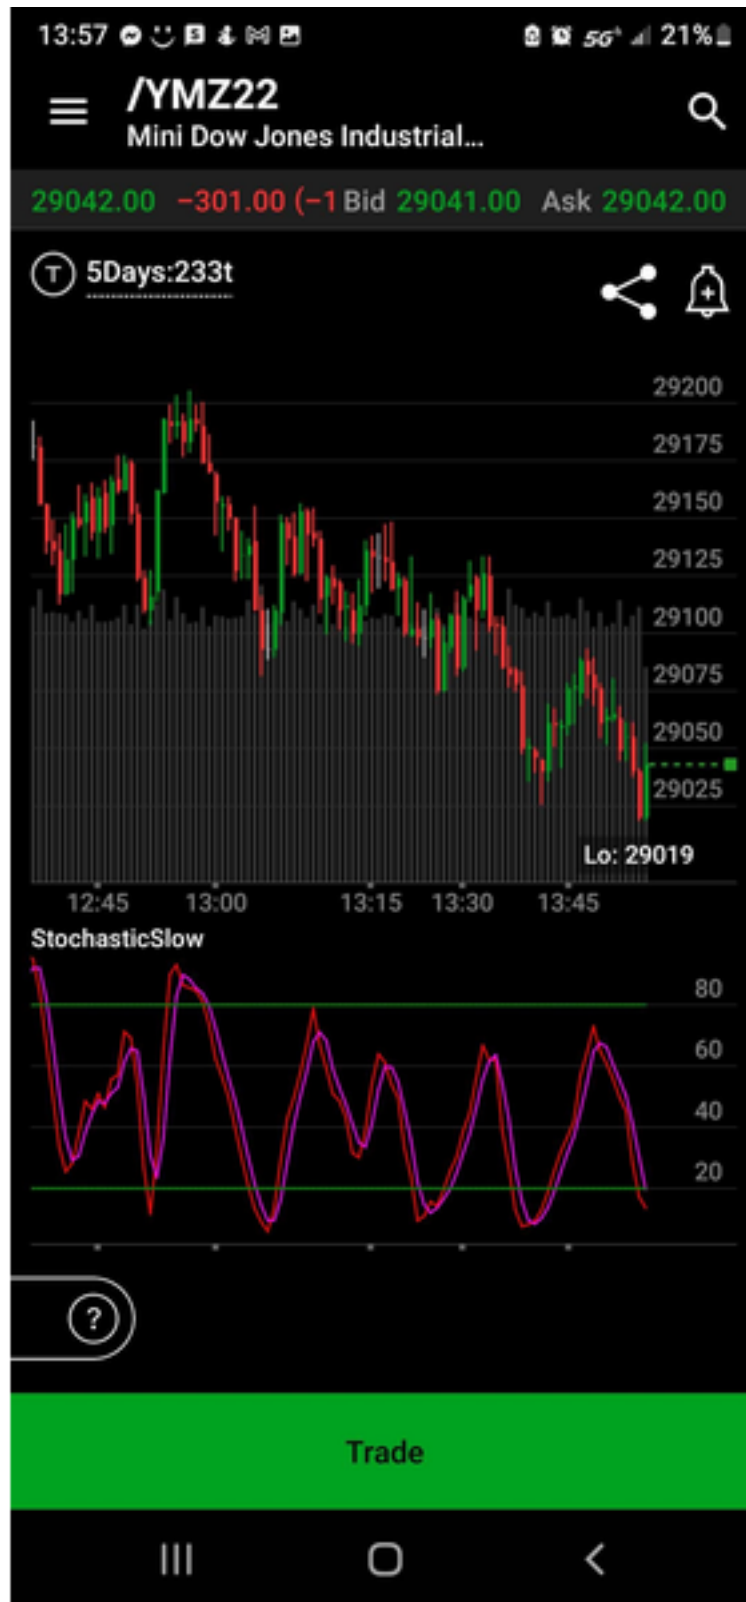 13:57 5G+ 21%
/YMZ22
Mini Dow Jones Industrial...
29042.00 −301.00 (−1 Bid 29041.00 Ask 29042.00
T 5Days:233t
29200
29175
29150
29125
29100
29075
29050
29025
Lo: 29019
12:45 13:00 13:15 13:30 13:45
StochasticSlow
80
60
40
20
?
Trade